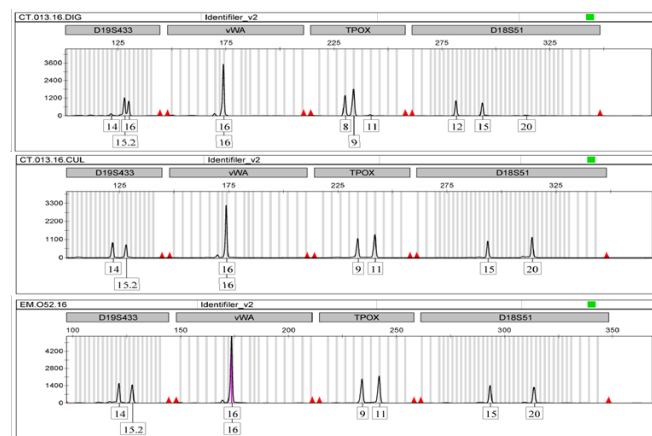 CT.013.16.DIG Identifiler_v2
D19S433 vWA TPOX D18S51
125 175 225 275 325
3600
2400
1200
0
14 16 16 8 11 12 15 20
15.2 16 9
CT.013.16.CUL Identifiler_v2
D19S433 vWA TPOX D18S51
125 175 225 275 325
3300
2200
1100
0
14 16 9 11 15 20
15.2 16
EM.O52.16 Identifiler_v2
D19S433 vWA TPOX D18S51
100 150 200 250 300 350
4200
2800
1400
0
14 16 9 11 15 20
15.2 16